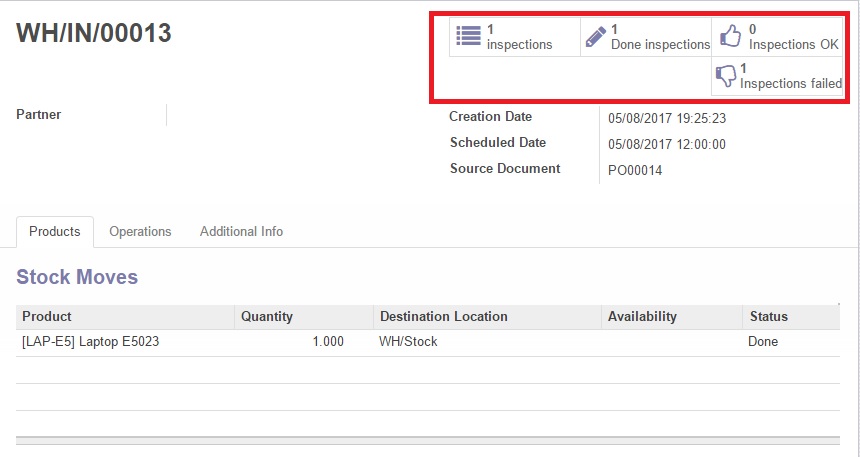 WH/IN/00013
1 inspections
1 Done inspections
0 Inspections OK
1 Inspections failed
Partner
Creation Date 05/08/2017 19:25:23
Scheduled Date 05/08/2017 12:00:00
Source Document PO00014
Products Operations Additional Info
Stock Moves
Product Quantity Destination Location Availability Status
[LAP-E5] Laptop E5023 1.000 WH/Stock Done